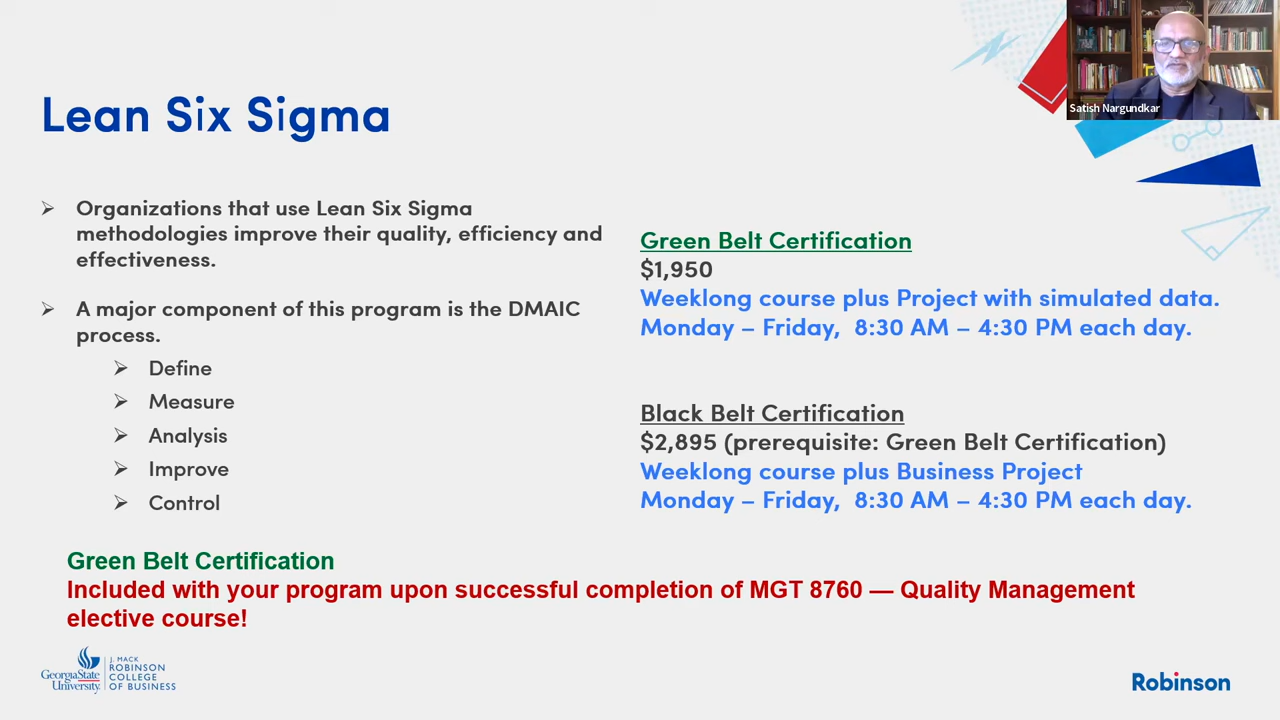 Satish Nargundkar
Lean Six Sigma
Organizations that use Lean Six Sigma
methodologies improve their quality, efficiency and
effectiveness.
A major component of this program is the DMAIC
process.
Define
Measure
Analysis
Improve
Control
Green Belt Certification
$1,950
Weeklong course plus Project with simulated data.
Monday – Friday, 8:30 AM – 4:30 PM each day.
Black Belt Certification
$2,895 (prerequisite: Green Belt Certification)
Weeklong course plus Business Project
Monday – Friday, 8:30 AM – 4:30 PM each day.
Green Belt Certification
Included with your program upon successful completion of MGT 8760 — Quality Management
elective course!
GeorgiaState
University
J. MACK
ROBINSON
COLLEGE
OF BUSINESS
Robinson